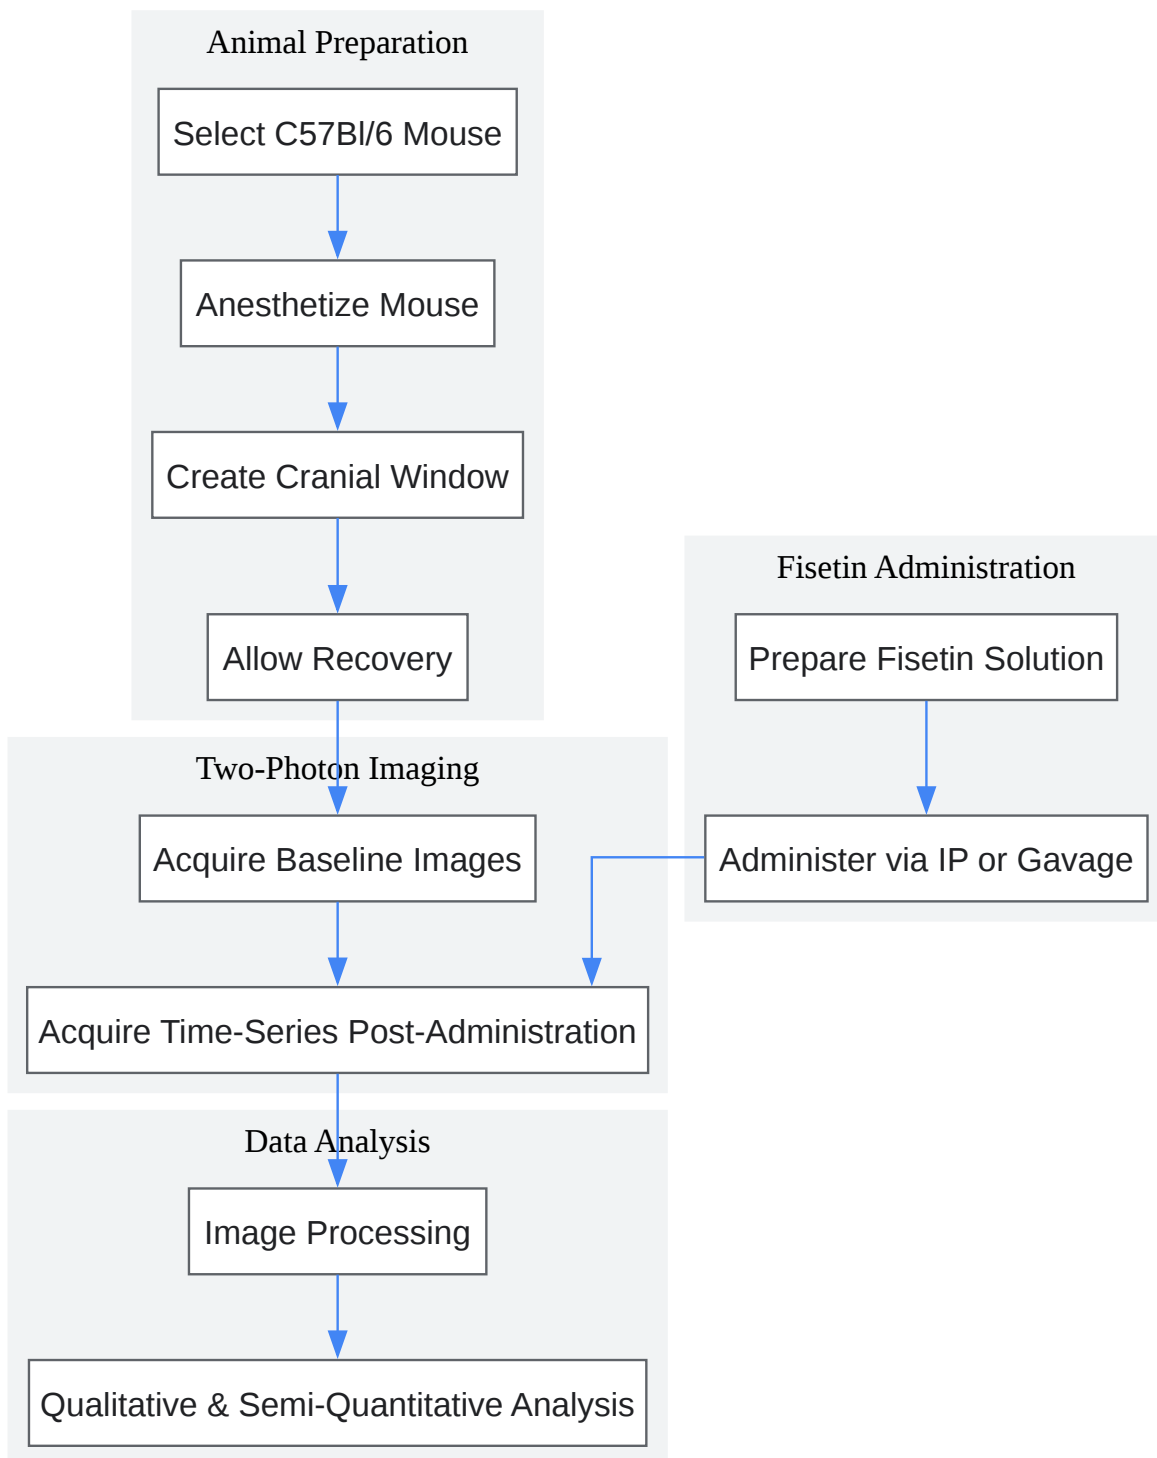 Animal Preparation
Select C57Bl/6 Mouse
Anesthetize Mouse
Create Cranial Window
Allow Recovery
Fisetin Administration
Prepare Fisetin Solution
Administer via IP or Gavage
Two-Photon Imaging
Acquire Baseline Images
Acquire Time-Series Post-Administration
Data Analysis
Image Processing
Qualitative & Semi-Quantitative Analysis